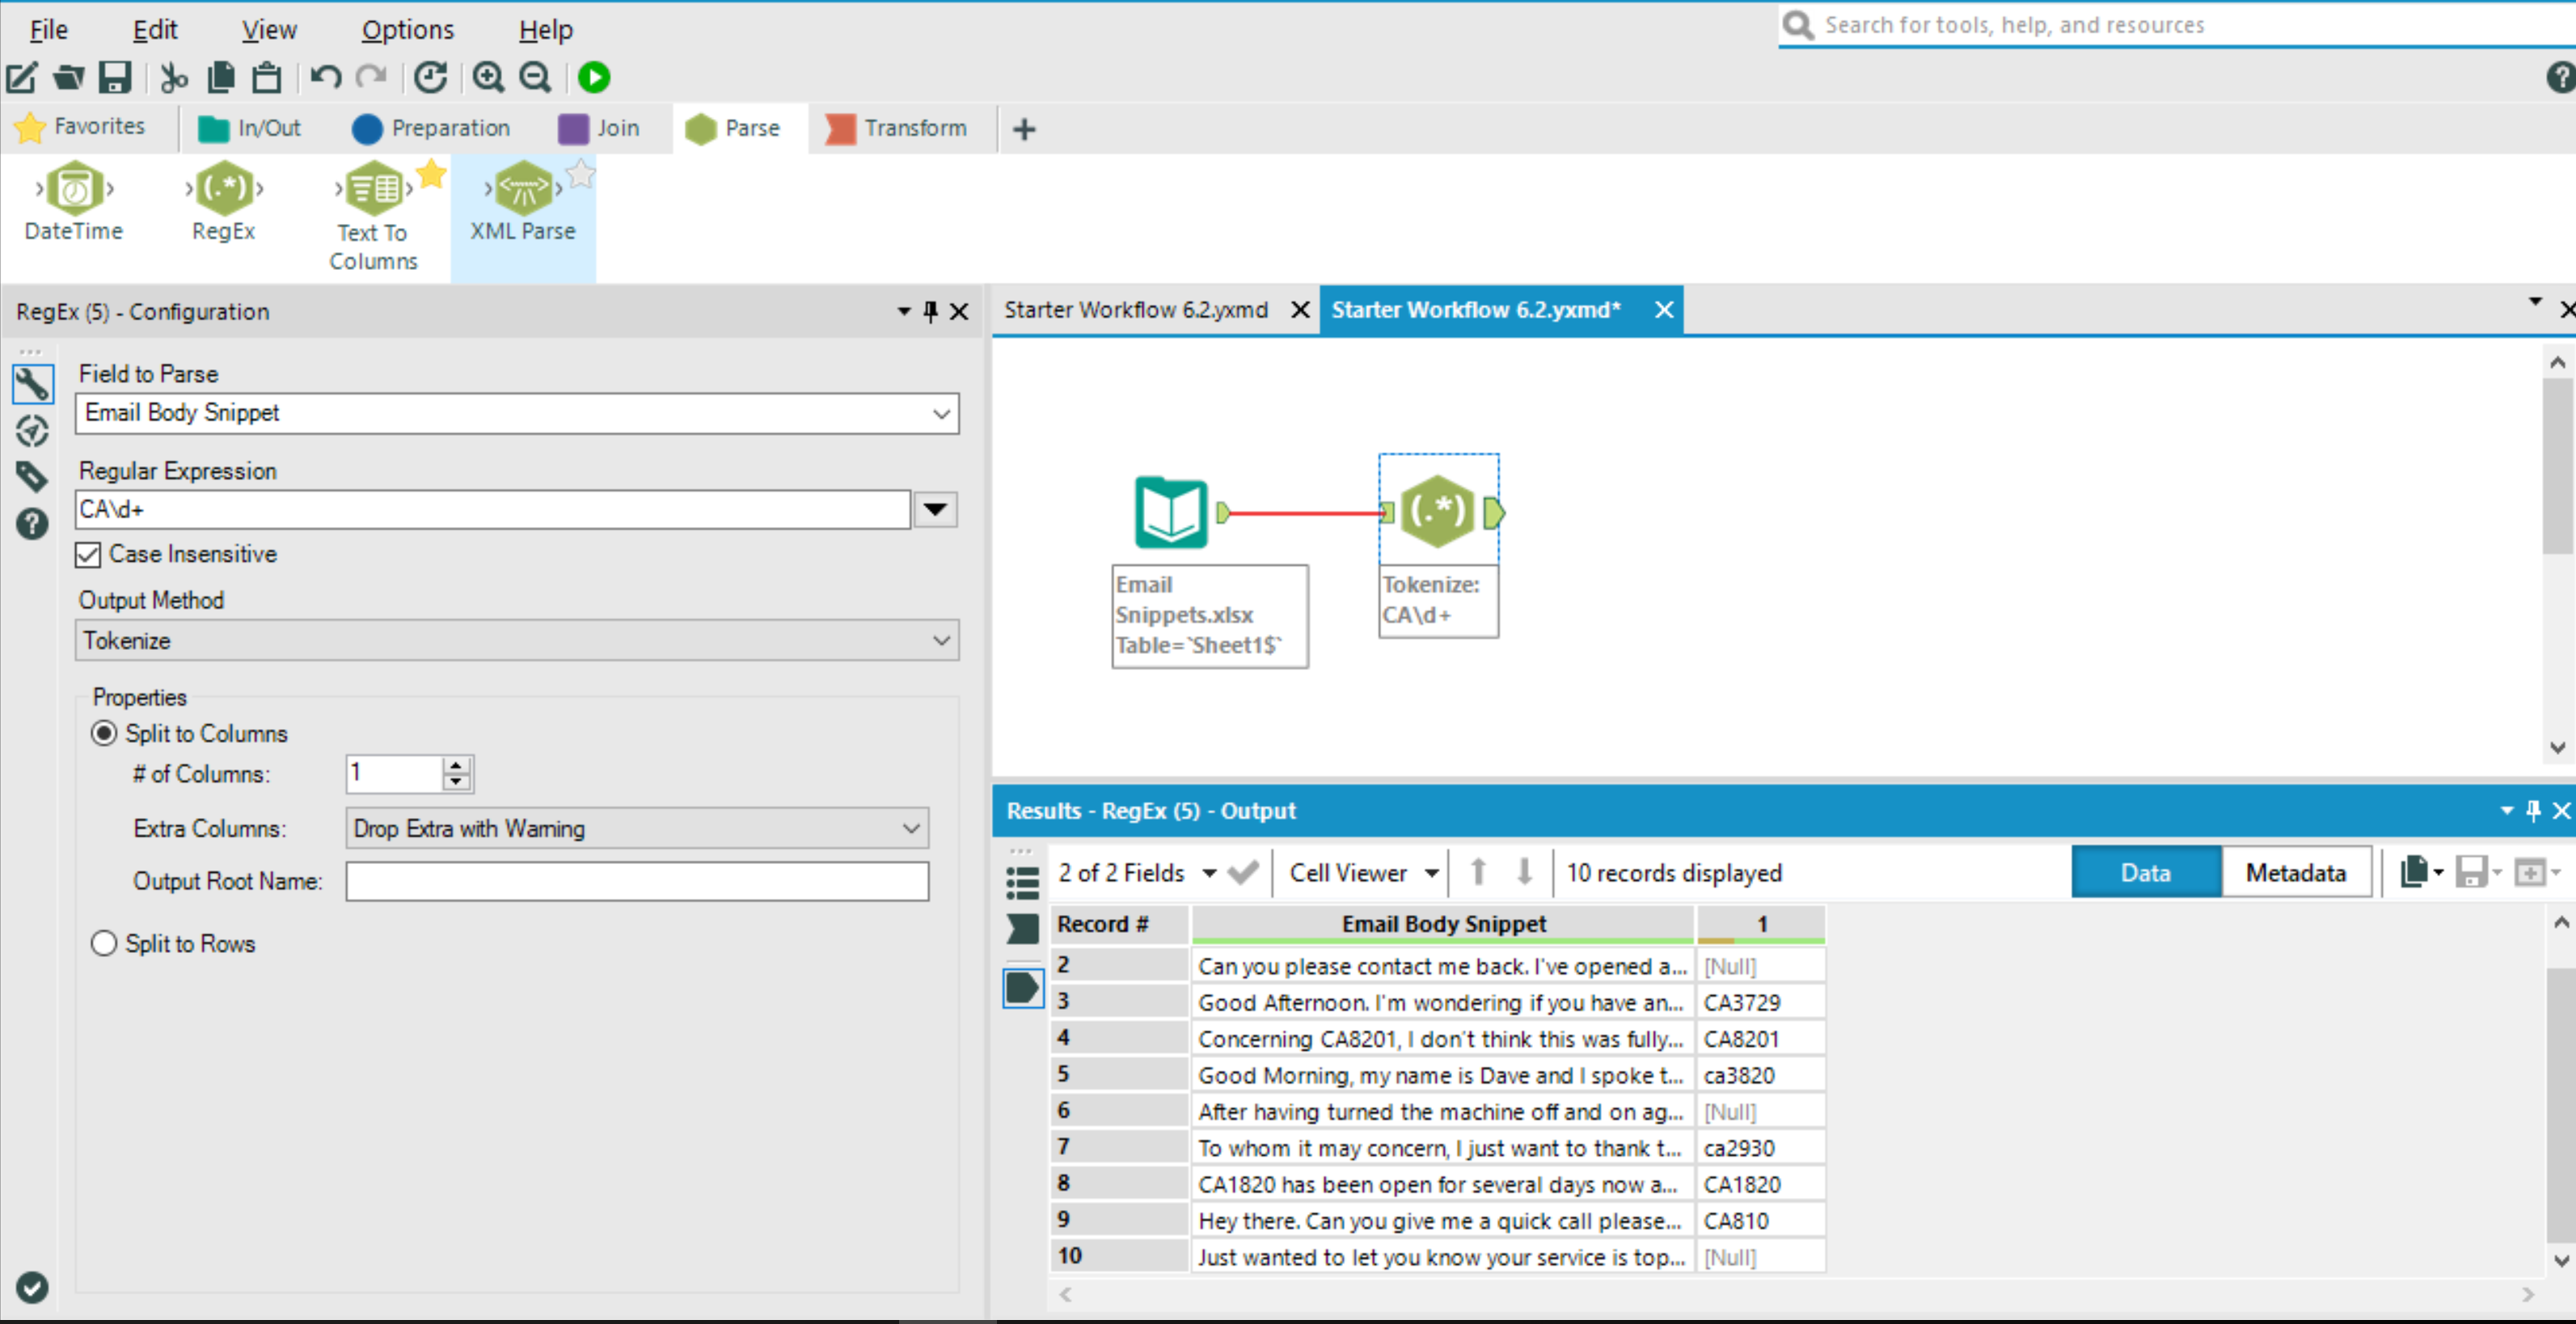 File Edit View Options Help
Search for tools, help, and resources
Favorites In/Out Preparation Join Parse Transform
DateTime RegEx Text To Columns XML Parse
RegEx (5) - Configuration
Field to Parse
Email Body Snippet
Regular Expression
CA\d+
Case Insensitive
Output Method
Tokenize
Properties
Split to Columns
# of Columns: 1
Extra Columns: Drop Extra with Warning
Output Root Name:
Split to Rows
Starter Workflow 6.2.yxmd Starter Workflow 6.2.yxmd*
(.*)
Email
Snippets.xlsx
Table=`Sheet1$`
Tokenize:
CA\d+
Results - RegEx (5) - Output
2 of 2 Fields Cell Viewer 10 records displayed Data Metadata
Record # Email Body Snippet 1
2 Can you please contact me back. I've opened a... [Null]
3 Good Afternoon. I'm wondering if you have an... CA3729
4 Concerning CA8201, I don't think this was fully... CA8201
5 Good Morning, my name is Dave and I spoke t... ca3820
6 After having turned the machine off and on ag... [Null]
7 To whom it may concern, I just want to thank t... ca2930
8 CA1820 has been open for several days now a... CA1820
9 Hey there. Can you give me a quick call please... CA810
10 Just wanted to let you know your service is top... [Null]